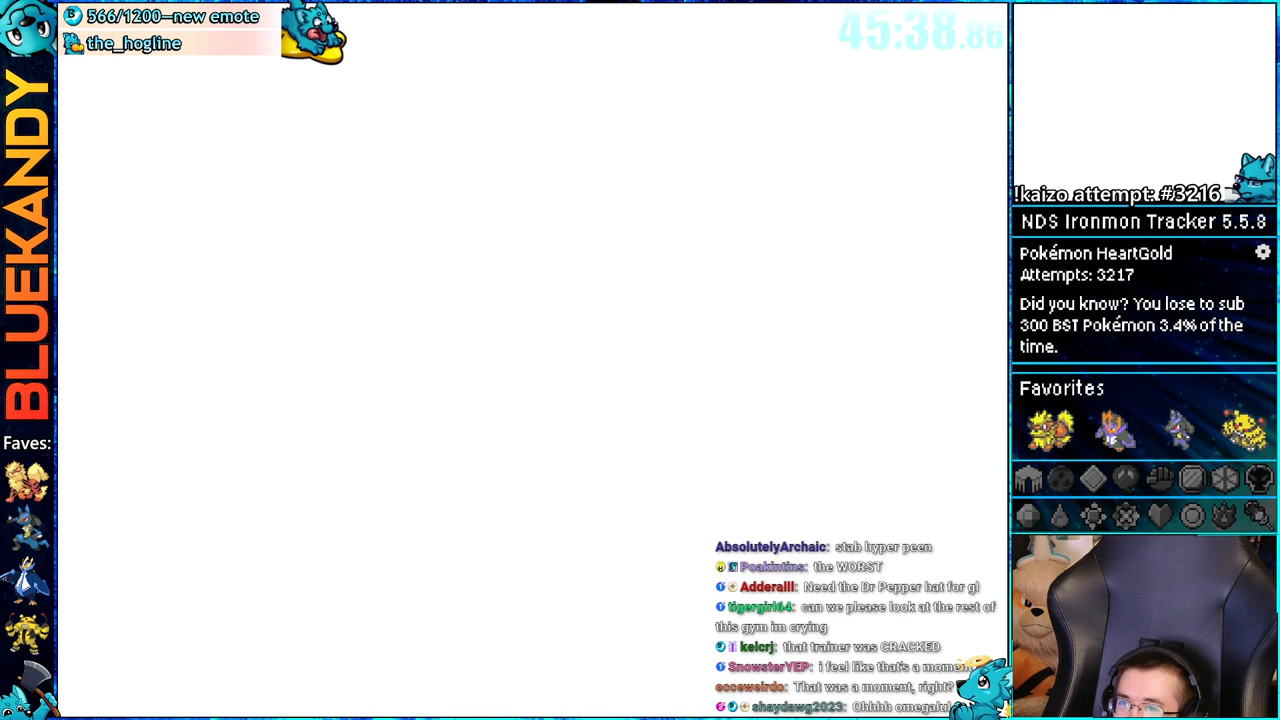 566/1200—new emote
the_hogline
45:38.86
BLUEKANDY
Faves:
!kaizo attempt: #3216
NDS Ironmon Tracker 5.5.8
Pokémon HeartGold
Attempts: 3217
Did you know? You lose to sub
300 BST Pokémon 3.4% of the
time.
Favorites
AbsolutelyArchaic: stab hyper peen
Poakintins: the WORST
Adderalll: Need the Dr Pepper hat for gl
tigergirl64: can we please look at the rest of
this gym im crying
kelcrj: that trainer was CRACKED
SnowsterYEP: i feel like that's a
ecceweirdo: That was a moment, right?
shaydawg2023: Ohhhh omegalul